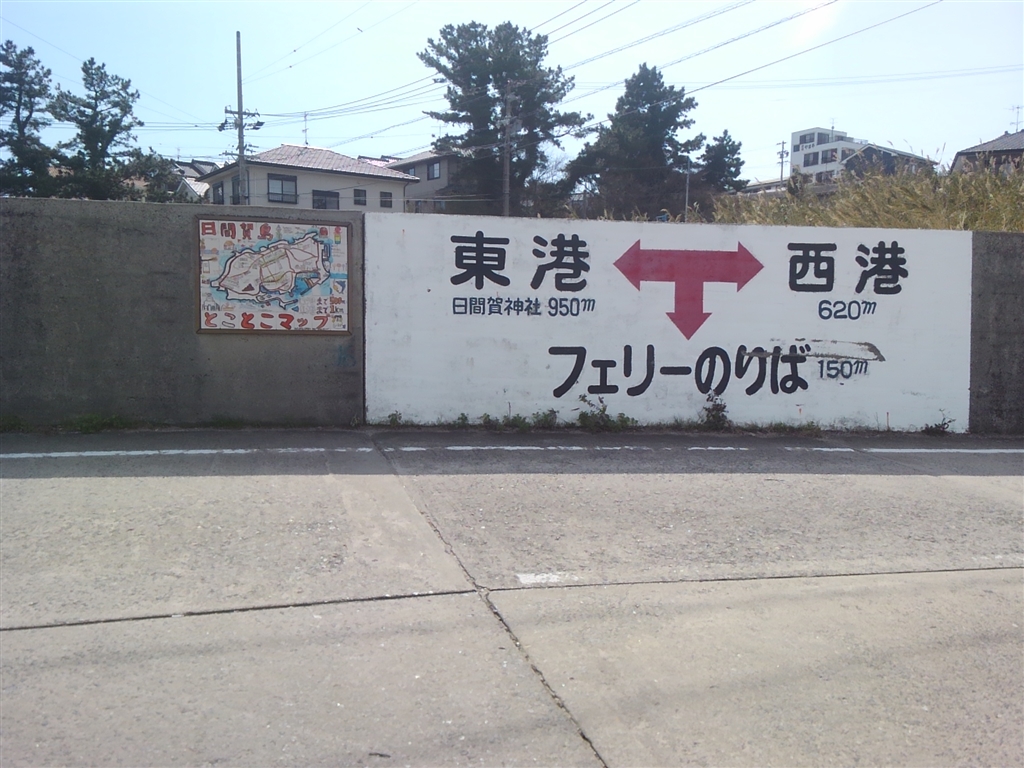 日間賀島
とことこマップ
東港
西港
日間賀神社 950m
620m
フェリーのりば 150m